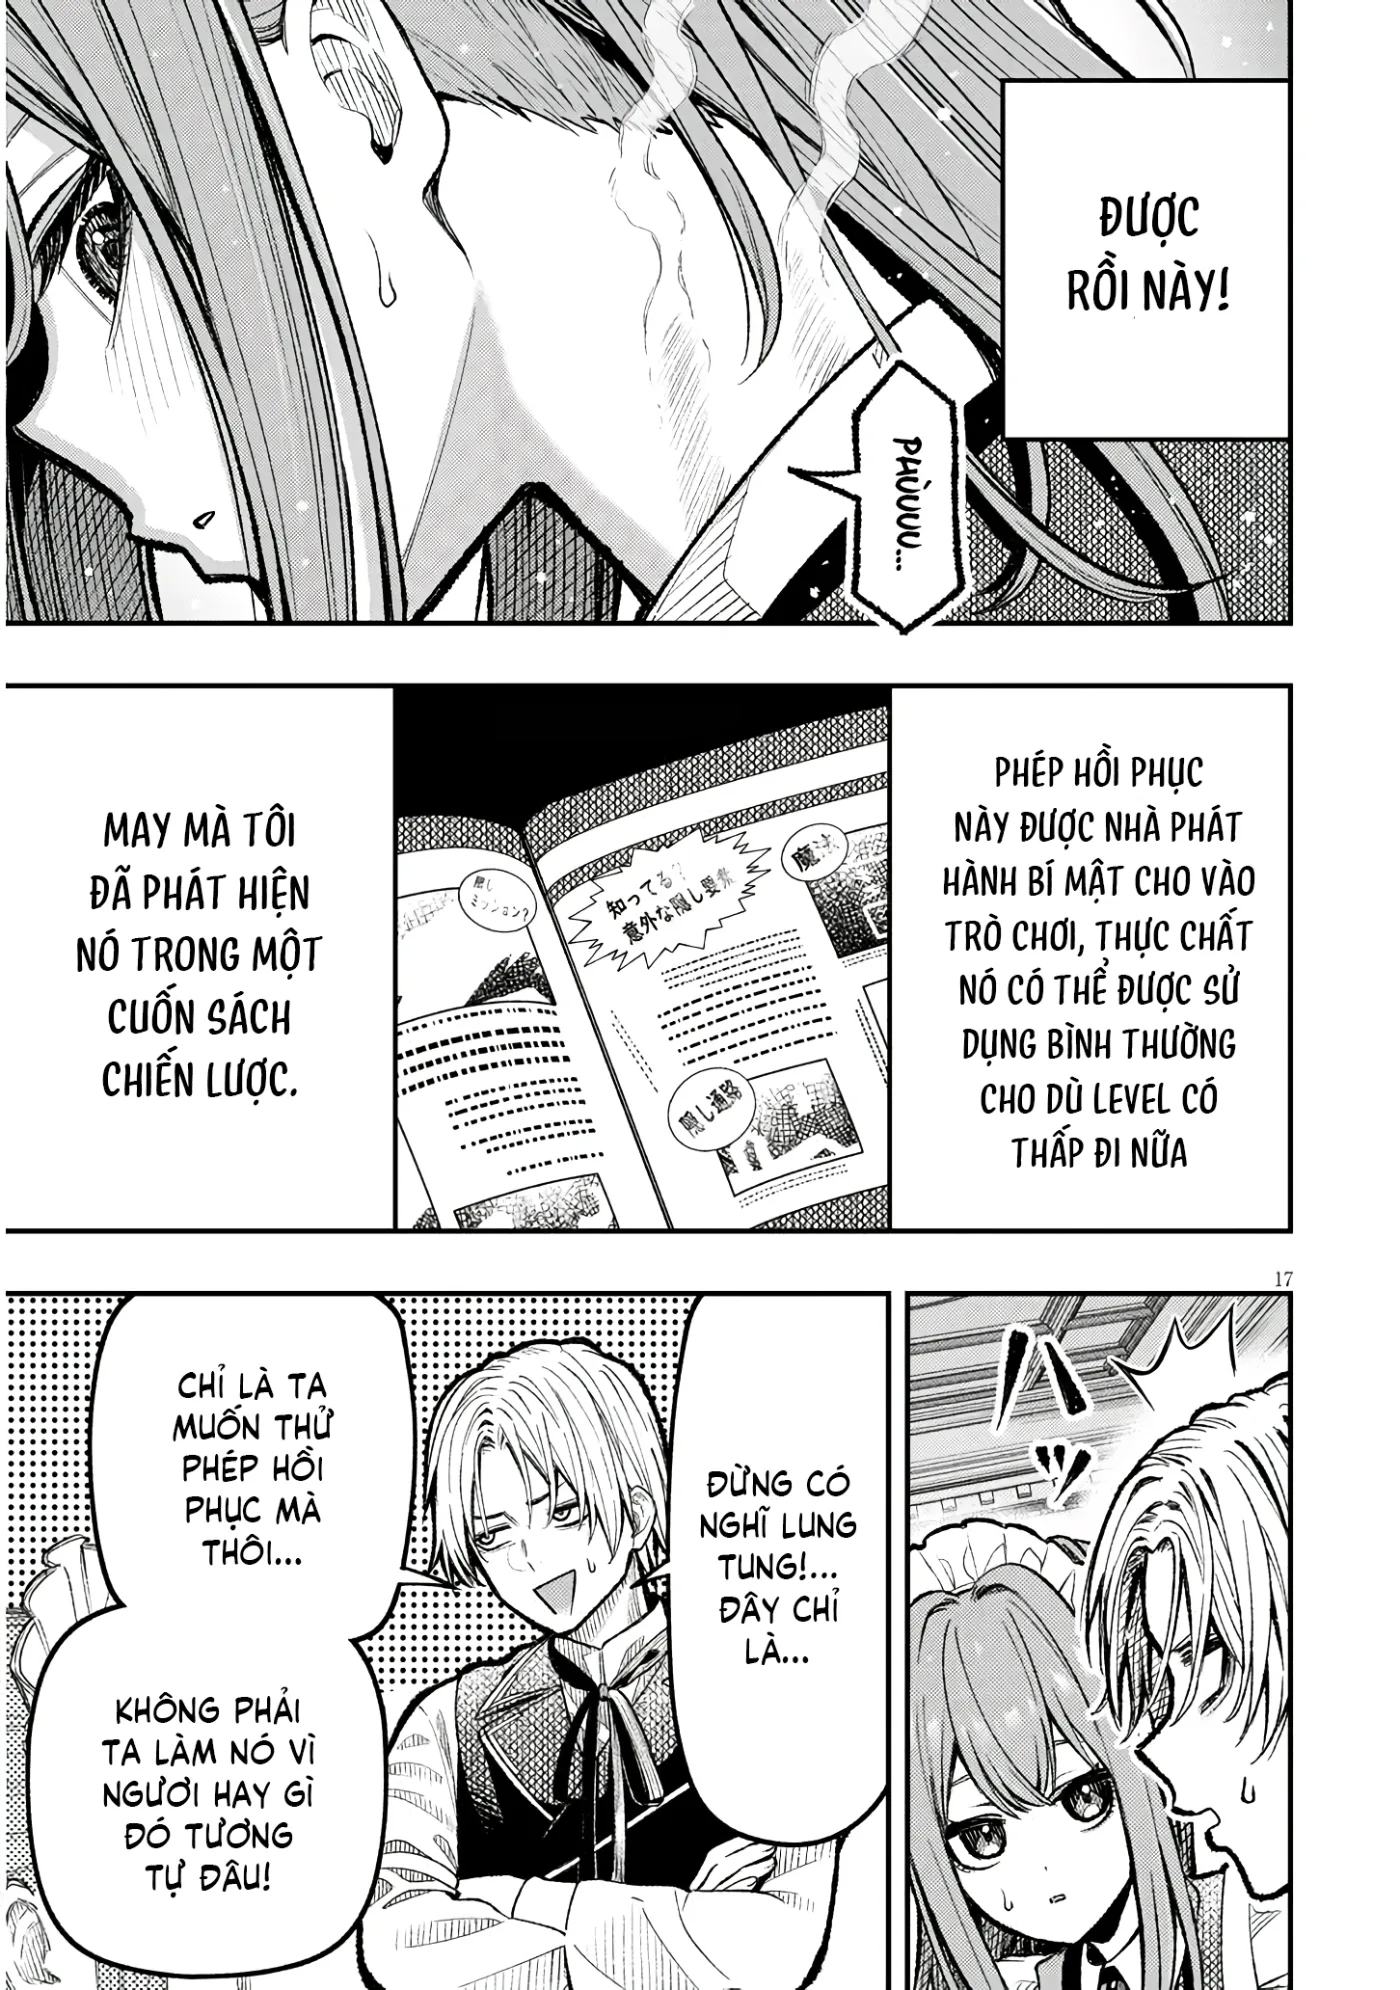 ĐƯỢC
RỒI NÀY!
PHÙUUU...
PHÉP HỒI PHỤC
NÀY ĐƯỢC NHÀ PHÁT
HÀNH BÍ MẬT CHO VÀO
TRÒ CHƠI, THỰC CHẤT
NÓ CÓ THỂ ĐƯỢC SỬ
DỤNG BÌNH THƯỜNG
CHO DÙ LEVEL CÓ
THẤP ĐI NỮA
魔法
知ってる?
意外な隠し要素
隠し通路
隠し
ミッション?
MAY MÀ TÔI
ĐÃ PHÁT HIỆN
NÓ TRONG MỘT
CUỐN SÁCH
CHIẾN LƯỢC.
17
ĐỪNG CÓ
NGHĨ LUNG
TUNG!...
ĐÂY CHỈ
LÀ...
CHỈ LÀ TA
MUỐN THỬ
PHÉP HỒI
PHỤC MÀ
THÔI...
KHÔNG PHẢI
TA LÀM NÓ VÌ
NGƯƠI HAY GÌ
ĐÓ TƯƠNG
TỰ ĐÂU!